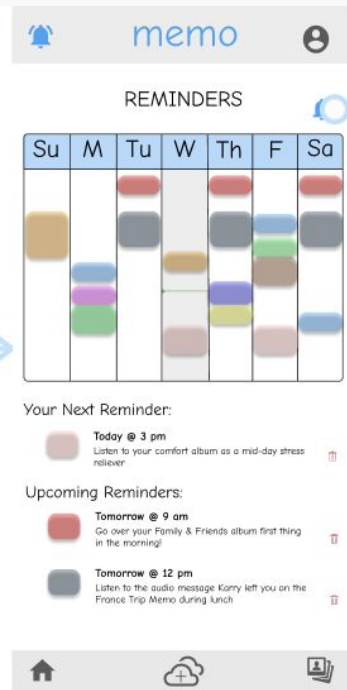 memo
REMINDERS
Su M Tu W Th F Sa
Your Next Reminder:
Today @ 3 pm
Listen to your comfort album as a mid-day stress
reliever
Upcoming Reminders:
Tomorrow @ 9 am
Go over your Family & Friends album first thing
in the morning!
Tomorrow @ 12 pm
Listen to the audio message Karry left you on the
France Trip Memo during lunch